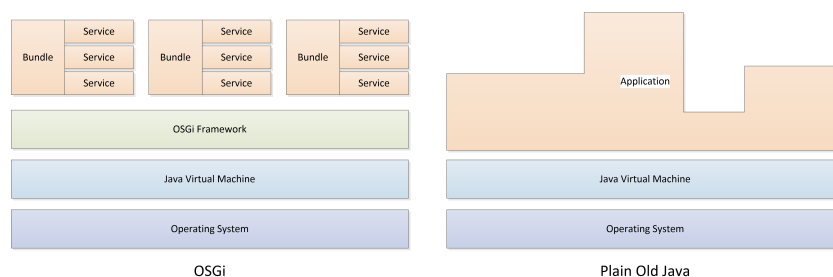 Bundle
Service
Service
Service
Bundle
Service
Service
Service
Bundle
Service
Service
Service
OSGi Framework
Java Virtual Machine
Operating System
OSGi
Application
Java Virtual Machine
Operating System
Plain Old Java